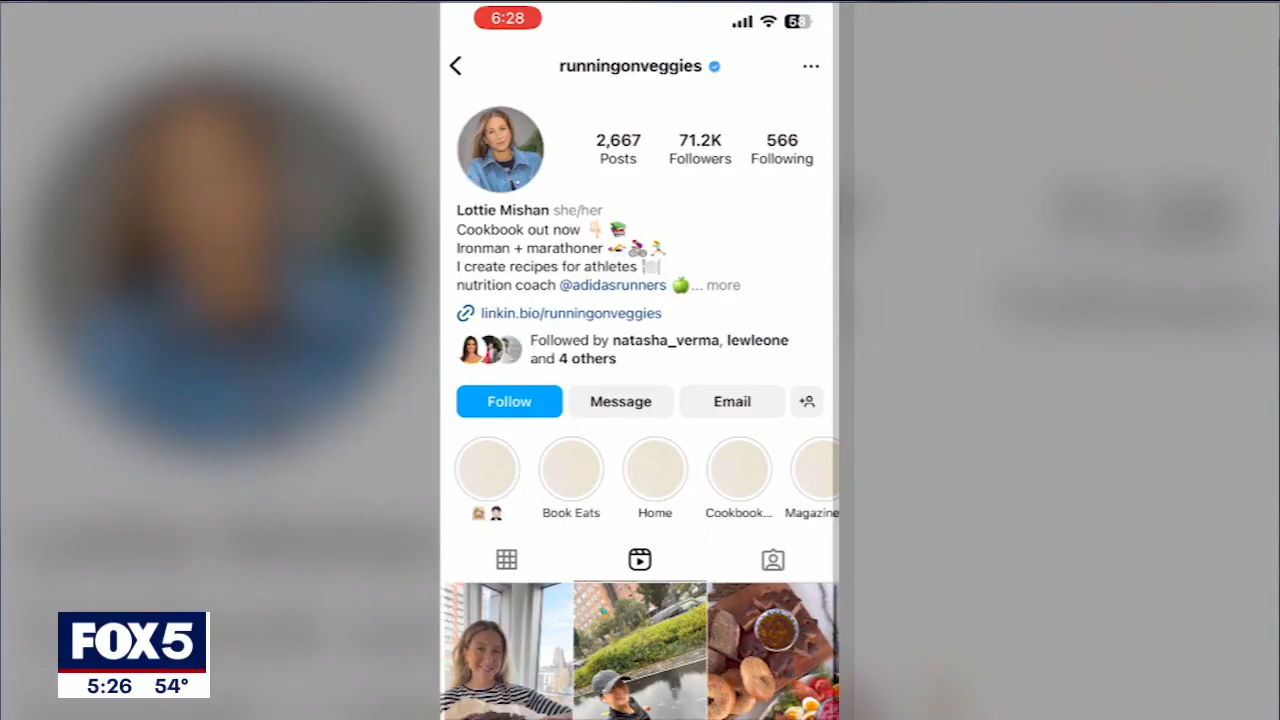 6:28
58
runningonveggies
2,667
Posts
71.2K
Followers
566
Following
Lottie Mishan she/her
Cookbook out now 👇🏻 📚
Ironman + marathoner 🏊‍♀️🚴‍♀️🏃‍♀️
I create recipes for athletes 🍽️
nutrition coach @adidasrunners 🍏... more
linkin.bio/runningonveggies
Followed by natasha_verma, lewleone
and 4 others
Follow
Message
Email
Book Eats
Home
Cookbook...
Magazine
FOX5
5:26 54°